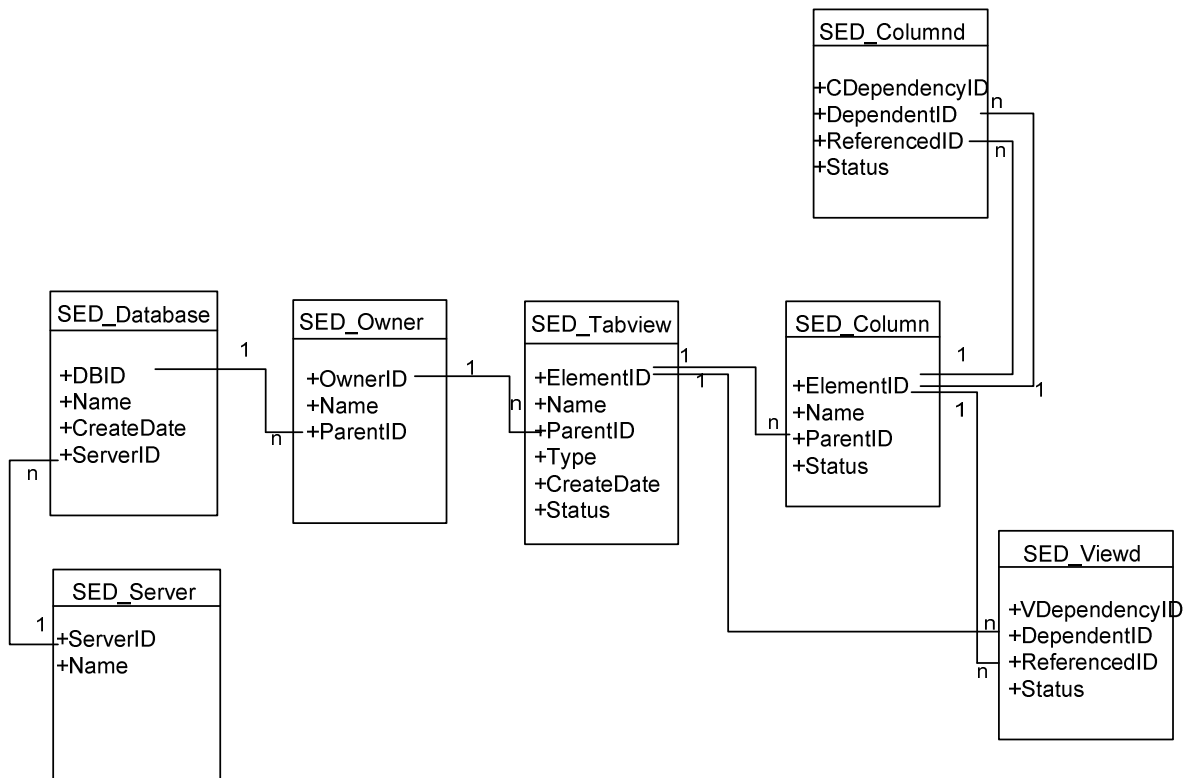 SED_Columnd
+CDependencyID
+DependentID
+ReferencedID
+Status
n
n
SED_Database
+DBID
+Name
+CreateDate
+ServerID
1
n
n
SED_Owner
+OwnerID
+Name
+ParentID
1
n
SED_Tabview
+ElementID
+Name
+ParentID
+Type
+CreateDate
+Status
1
1
n
SED_Column
+ElementID
+Name
+ParentID
+Status
1
1
1
SED_Server
+ServerID
+Name
1
SED_Viewd
+VDependencyID
+DependentID
+ReferencedID
+Status
n
n